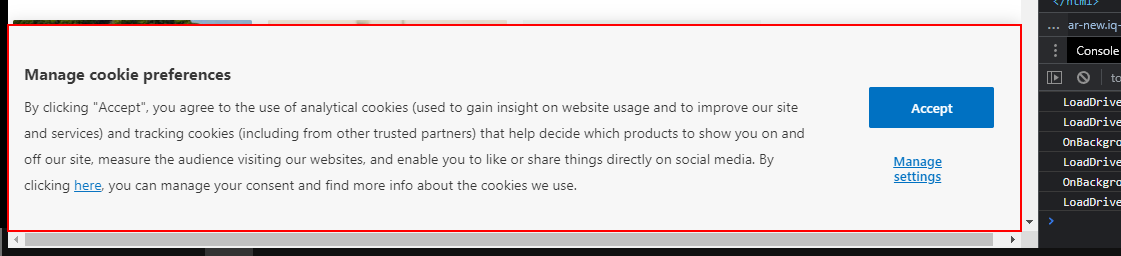 </html>
... ar-new.iq-
Manage cookie preferences
Console
to
By clicking "Accept", you agree to the use of analytical cookies (used to gain insight on website usage and to improve our site
and services) and tracking cookies (including from other trusted partners) that help decide which products to show you on and
off our site, measure the audience visiting our websites, and enable you to like or share things directly on social media. By
clicking here, you can manage your consent and find more info about the cookies we use.
Accept
Manage
settings
LoadDrive
LoadDrive
OnBackgro
LoadDrive
OnBackgro
LoadDrive